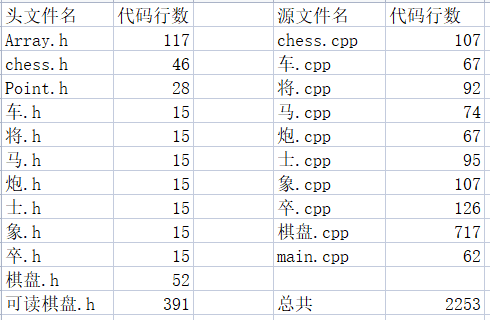 头文件名 代码行数 源文件名 代码行数
Array.h 117 chess.cpp 107
chess.h 46 车.cpp 67
Point.h 28 将.cpp 92
车.h 15 马.cpp 74
将.h 15 炮.cpp 67
马.h 15 士.cpp 95
炮.h 15 象.cpp 107
士.h 15 卒.cpp 126
象.h 15 棋盘.cpp 717
卒.h 15 main.cpp 62
棋盘.h 52
可读棋盘.h 391 总共 2253